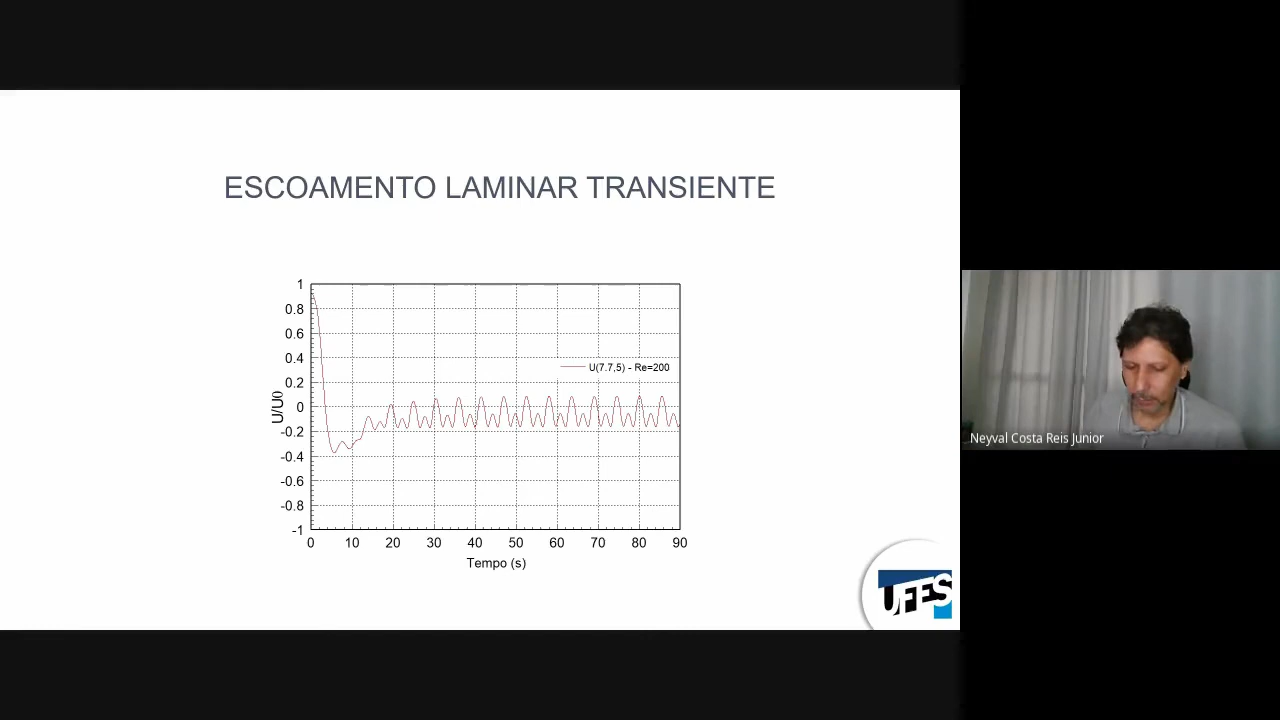 ESCOAMENTO LAMINAR TRANSIENTE
1
0.8
0.6
0.4
0.2
0
-0.2
-0.4
-0.6
-0.8
-1
U/U0
U(7.7,5) - Re=200
0 10 20 30 40 50 60 70 80 90
Tempo (s)
UFES
Neyval Costa Reis Junior